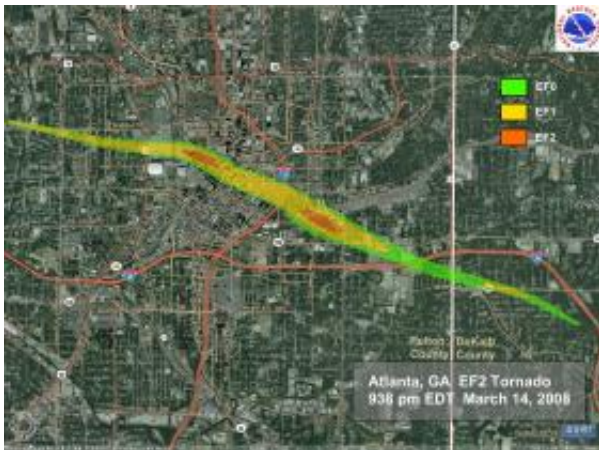 EF0
EF1
EF2
Fulton DeKalb
County County
Atlanta, GA EF2 Tornado
938 pm EDT March 14, 2008